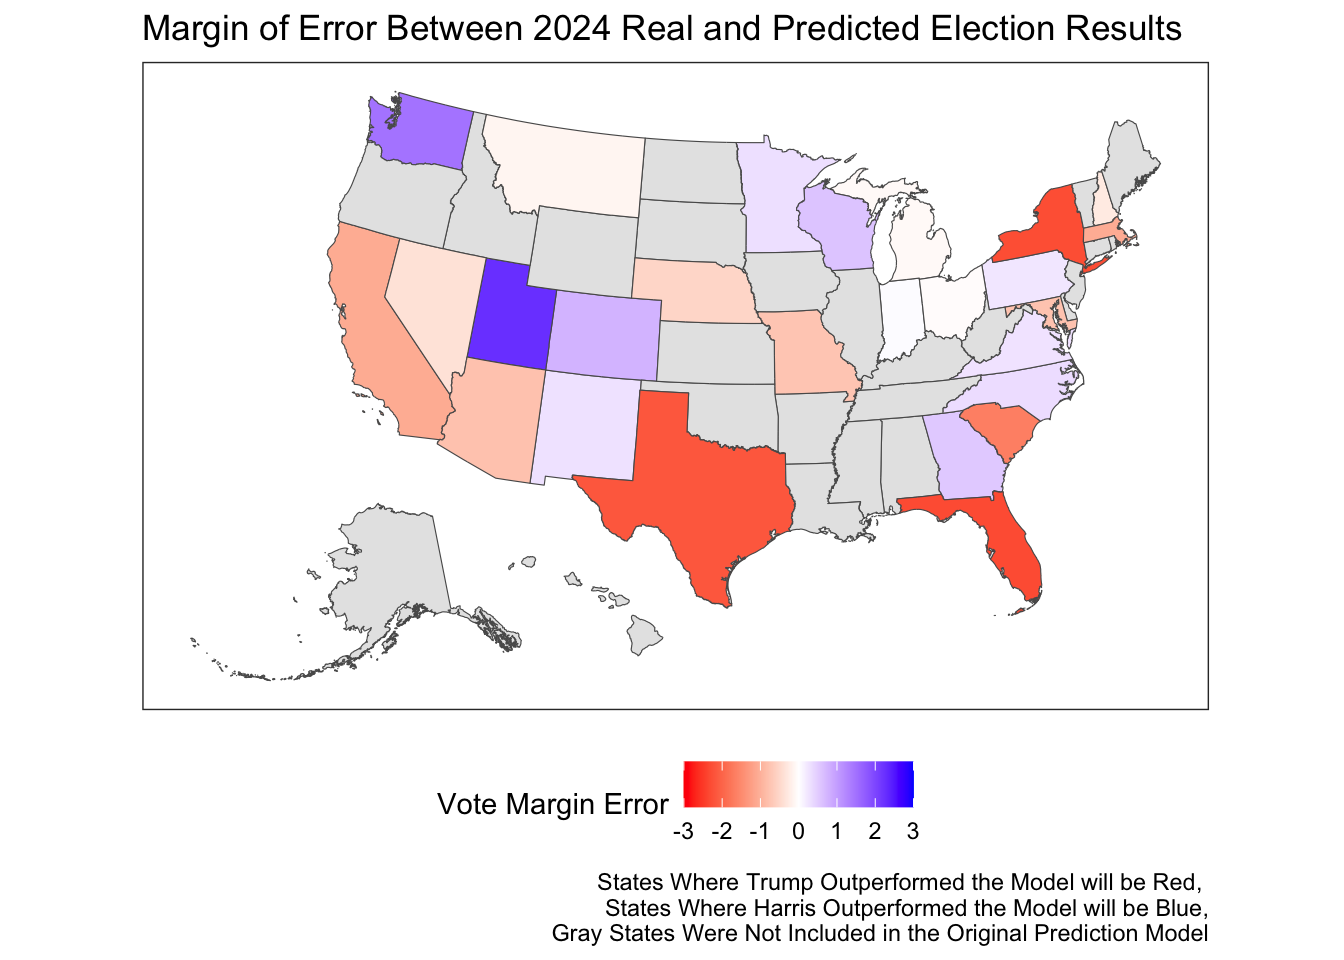 Margin of Error Between 2024 Real and Predicted Election Results
Vote Margin Error
-3 -2 -1 0 1 2 3
States Where Trump Outperformed the Model will be Red,
States Where Harris Outperformed the Model will be Blue,
Gray States Were Not Included in the Original Prediction Model